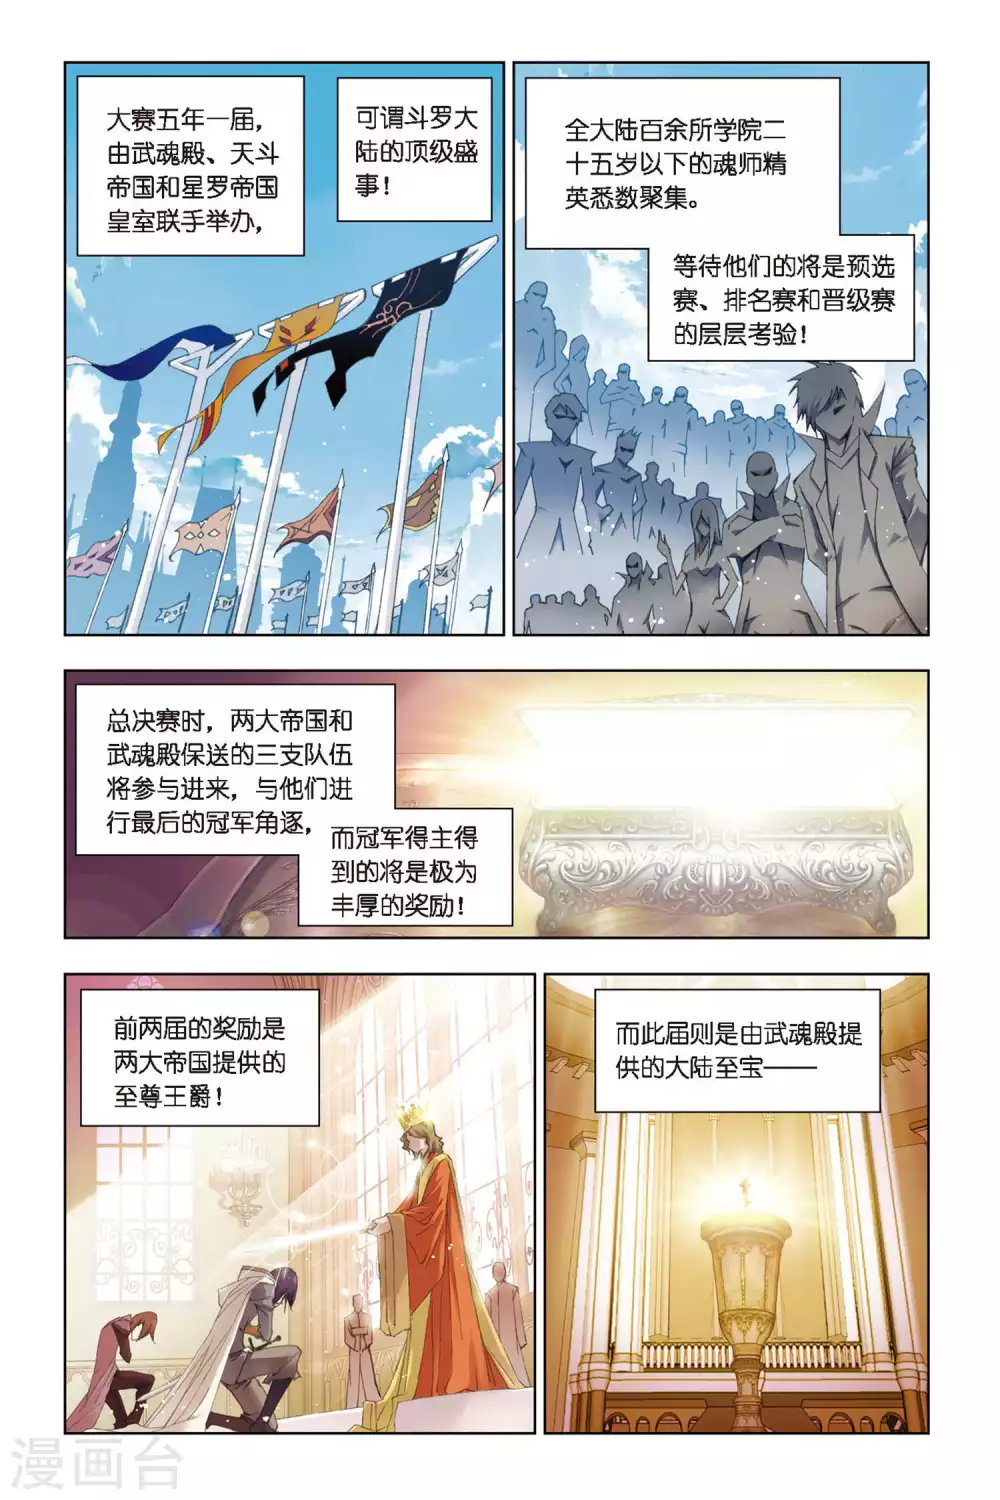 大赛五年一届，
由武魂殿、天斗
帝国和星罗帝国
皇室联手举办，
可谓斗罗大
陆的顶级盛
事！
全大陆百余所学院二
十五岁以下的魂师精
英悉数聚集。
等待他们的将是预选
赛、排名赛和晋级赛
的层层考验！
总决赛时，两大帝国和
武魂殿保送的三支队伍
将参与进来，与他们进
行最后的冠军角逐，
而冠军得主得
到的将是极为
丰厚的奖励！
前两届的奖励是
两大帝国提供的
至尊王爵！
而此届则是由武魂殿提
供的大陆至宝——
漫画台